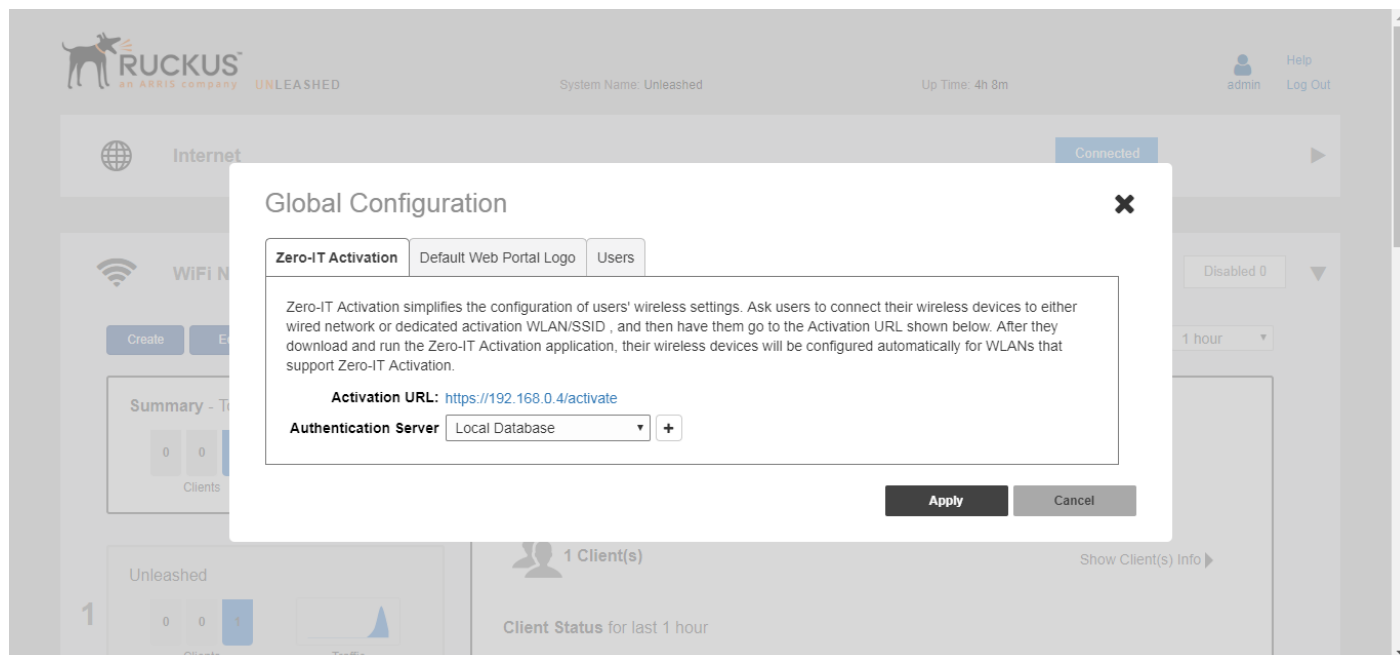 RUCKUS™
an ARRIS company UNLEASHED
System Name: Unleashed
Up Time: 4h 8m
admin
Help
Log Out
Internet
Connected
Global Configuration
Zero-IT Activation
Default Web Portal Logo
Users
Zero-IT Activation simplifies the configuration of users' wireless settings. Ask users to connect their wireless devices to either
wired network or dedicated activation WLAN/SSID , and then have them go to the Activation URL shown below. After they
download and run the Zero-IT Activation application, their wireless devices will be configured automatically for WLANs that
support Zero-IT Activation.
Activation URL: https://192.168.0.4/activate
Authentication Server Local Database +
Apply
Cancel
WiFi N
Disabled 0
Create
1 hour
Summary -
0 0
Clients
1 Client(s)
Show Client(s) Info
Unleashed
1
0 0 1
Clients
Traffic
Client Status for last 1 hour